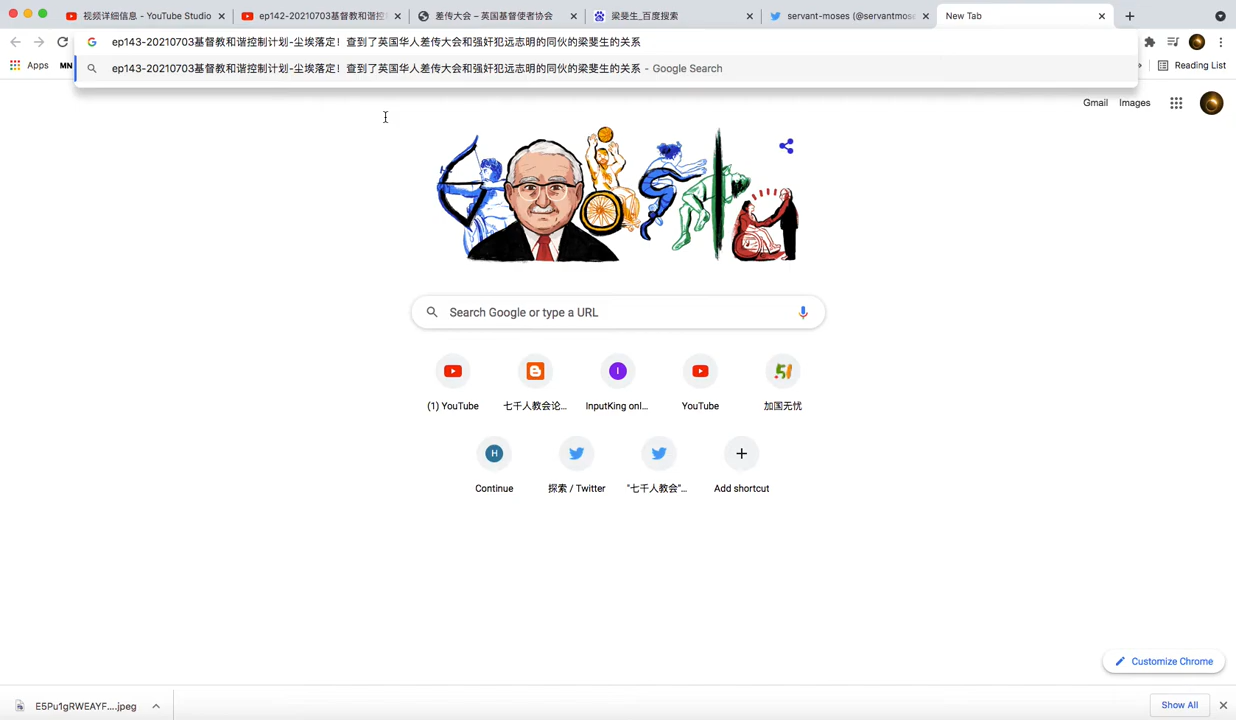 视频详细信息 - YouTube Studio
ep142-20210703基督教和谐控
差传大会 – 英国基督使者协会
梁斐生_百度搜索
servant-moses (@servantmose
New Tab
ep143-20210703基督教和谐控制计划-尘埃落定！查到了英国华人差传大会和强奸犯远志明的同伙的梁斐生的关系
Apps
MN
ep143-20210703基督教和谐控制计划-尘埃落定！查到了英国华人差传大会和强奸犯远志明的同伙的梁斐生的关系 - Google Search
Reading List
Gmail
Images
Search Google or type a URL
(1) YouTube
七千人教会论...
InputKing onl...
YouTube
加国无忧
H
Continue
探索 / Twitter
"七千人教会"...
Add shortcut
Customize Chrome
E5Pu1gRWEAYF....jpeg
Show All